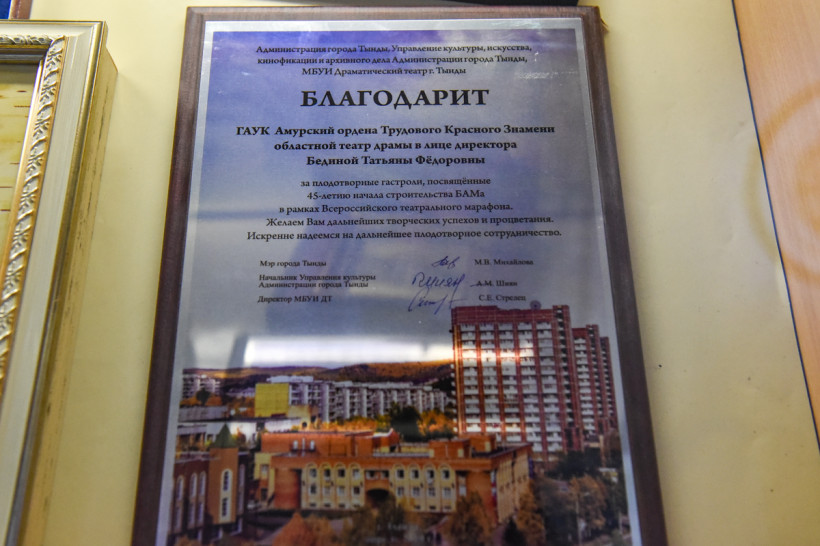 Администрация города Тынды, Управление культуры, искусства,
кинофикации и архивного дела Администрации города Тынды,
МБУИ Драматический театр г. Тынды
БЛАГОДАРИТ
ГАУК Амурский ордена Трудового Красного Знамени
областной театр драмы в лице директора
Бединой Татьяны Фёдоровны
за плодотворные гастроли, посвящённые
45-летию начала строительства БАМа
в рамках Всероссийского театрального марафона.
Желаем Вам дальнейших творческих успехов и процветания.
Искренне надеемся на дальнейшее плодотворное сотрудничество.
Мэр города Тынды М.В. Михайлова
Начальник Управления культуры
Администрации города Тынды А.М. Шаян
Директор МБУИ ДТ С.Е. Стрелец